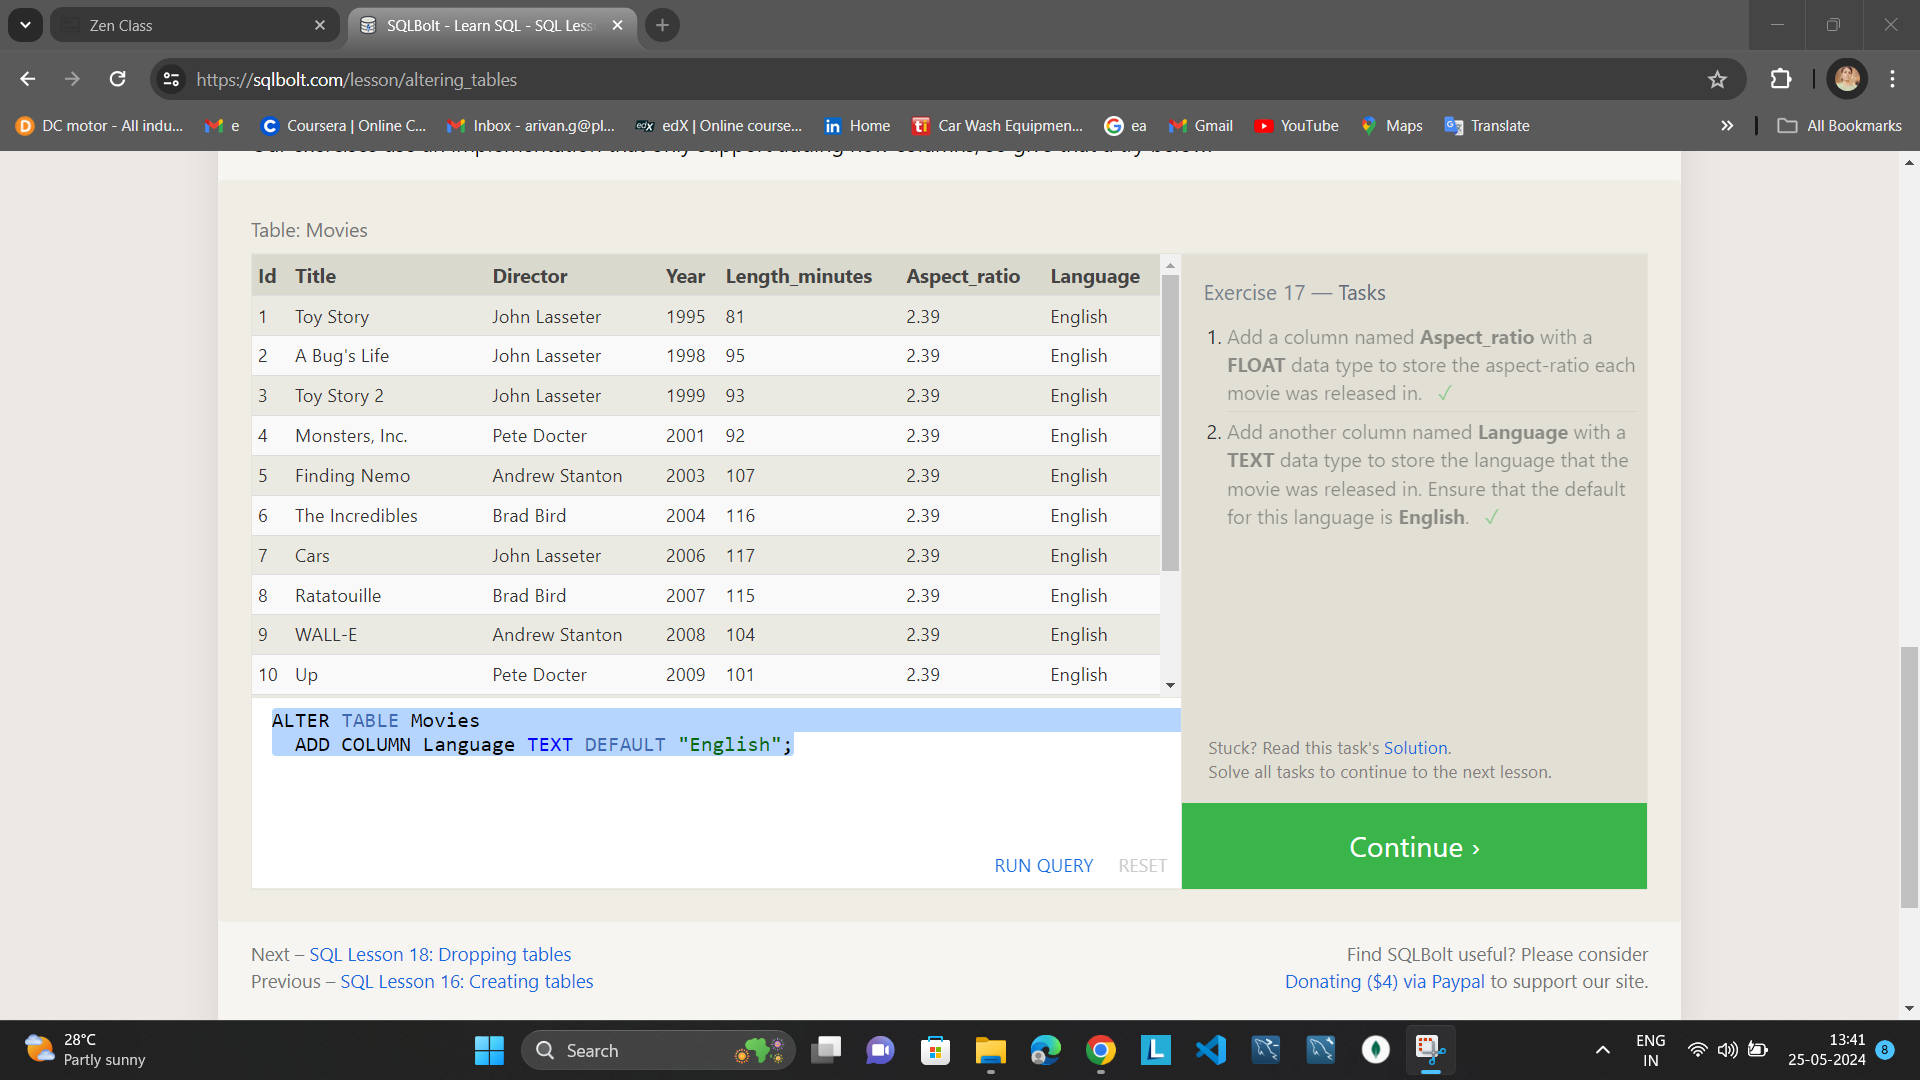 Zen Class
SQLBolt - Learn SQL - SQL Less
https://sqlbolt.com/lesson/altering_tables
DC motor - All indu... e Coursera | Online C... Inbox - arivan.g@pl... edX | Online course... Home Car Wash Equipmen... ea Gmail YouTube Maps Translate » All Bookmarks
Table: Movies
Id Title Director Year Length_minutes Aspect_ratio Language
1 Toy Story John Lasseter 1995 81 2.39 English
2 A Bug's Life John Lasseter 1998 95 2.39 English
3 Toy Story 2 John Lasseter 1999 93 2.39 English
4 Monsters, Inc. Pete Docter 2001 92 2.39 English
5 Finding Nemo Andrew Stanton 2003 107 2.39 English
6 The Incredibles Brad Bird 2004 116 2.39 English
7 Cars John Lasseter 2006 117 2.39 English
8 Ratatouille Brad Bird 2007 115 2.39 English
9 WALL-E Andrew Stanton 2008 104 2.39 English
10 Up Pete Docter 2009 101 2.39 English
ALTER TABLE Movies
ADD COLUMN Language TEXT DEFAULT "English";
RUN QUERY RESET
Exercise 17 — Tasks
1. Add a column named Aspect_ratio with a
FLOAT data type to store the aspect-ratio each
movie was released in. ✓
2. Add another column named Language with a
TEXT data type to store the language that the
movie was released in. Ensure that the default
for this language is English. ✓
Stuck? Read this task's Solution.
Solve all tasks to continue to the next lesson.
Continue ›
Next – SQL Lesson 18: Dropping tables
Previous – SQL Lesson 16: Creating tables
Find SQLBolt useful? Please consider
Donating ($4) via Paypal to support our site.
28°C
Partly sunny
Search
ENG
IN
13:41
25-05-2024
8